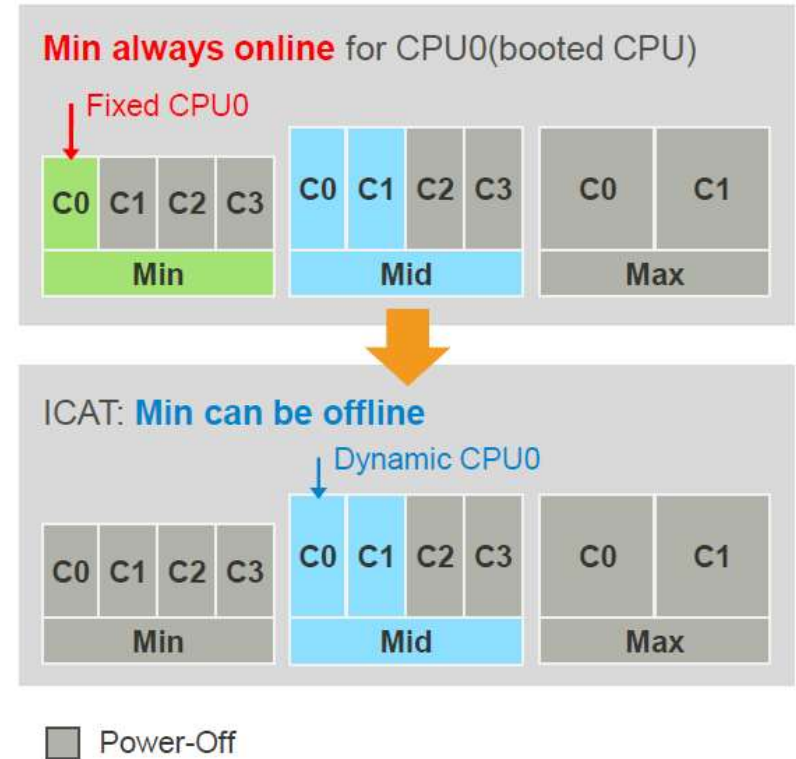 Min always online for CPU0(booted CPU)
Fixed CPU0
C0 C1 C2 C3 C0 C1 C2 C3 C0 C1
Min Mid Max
ICAT: Min can be offline
Dynamic CPU0
C0 C1 C2 C3 C0 C1 C2 C3 C0 C1
Min Mid Max
Power-Off